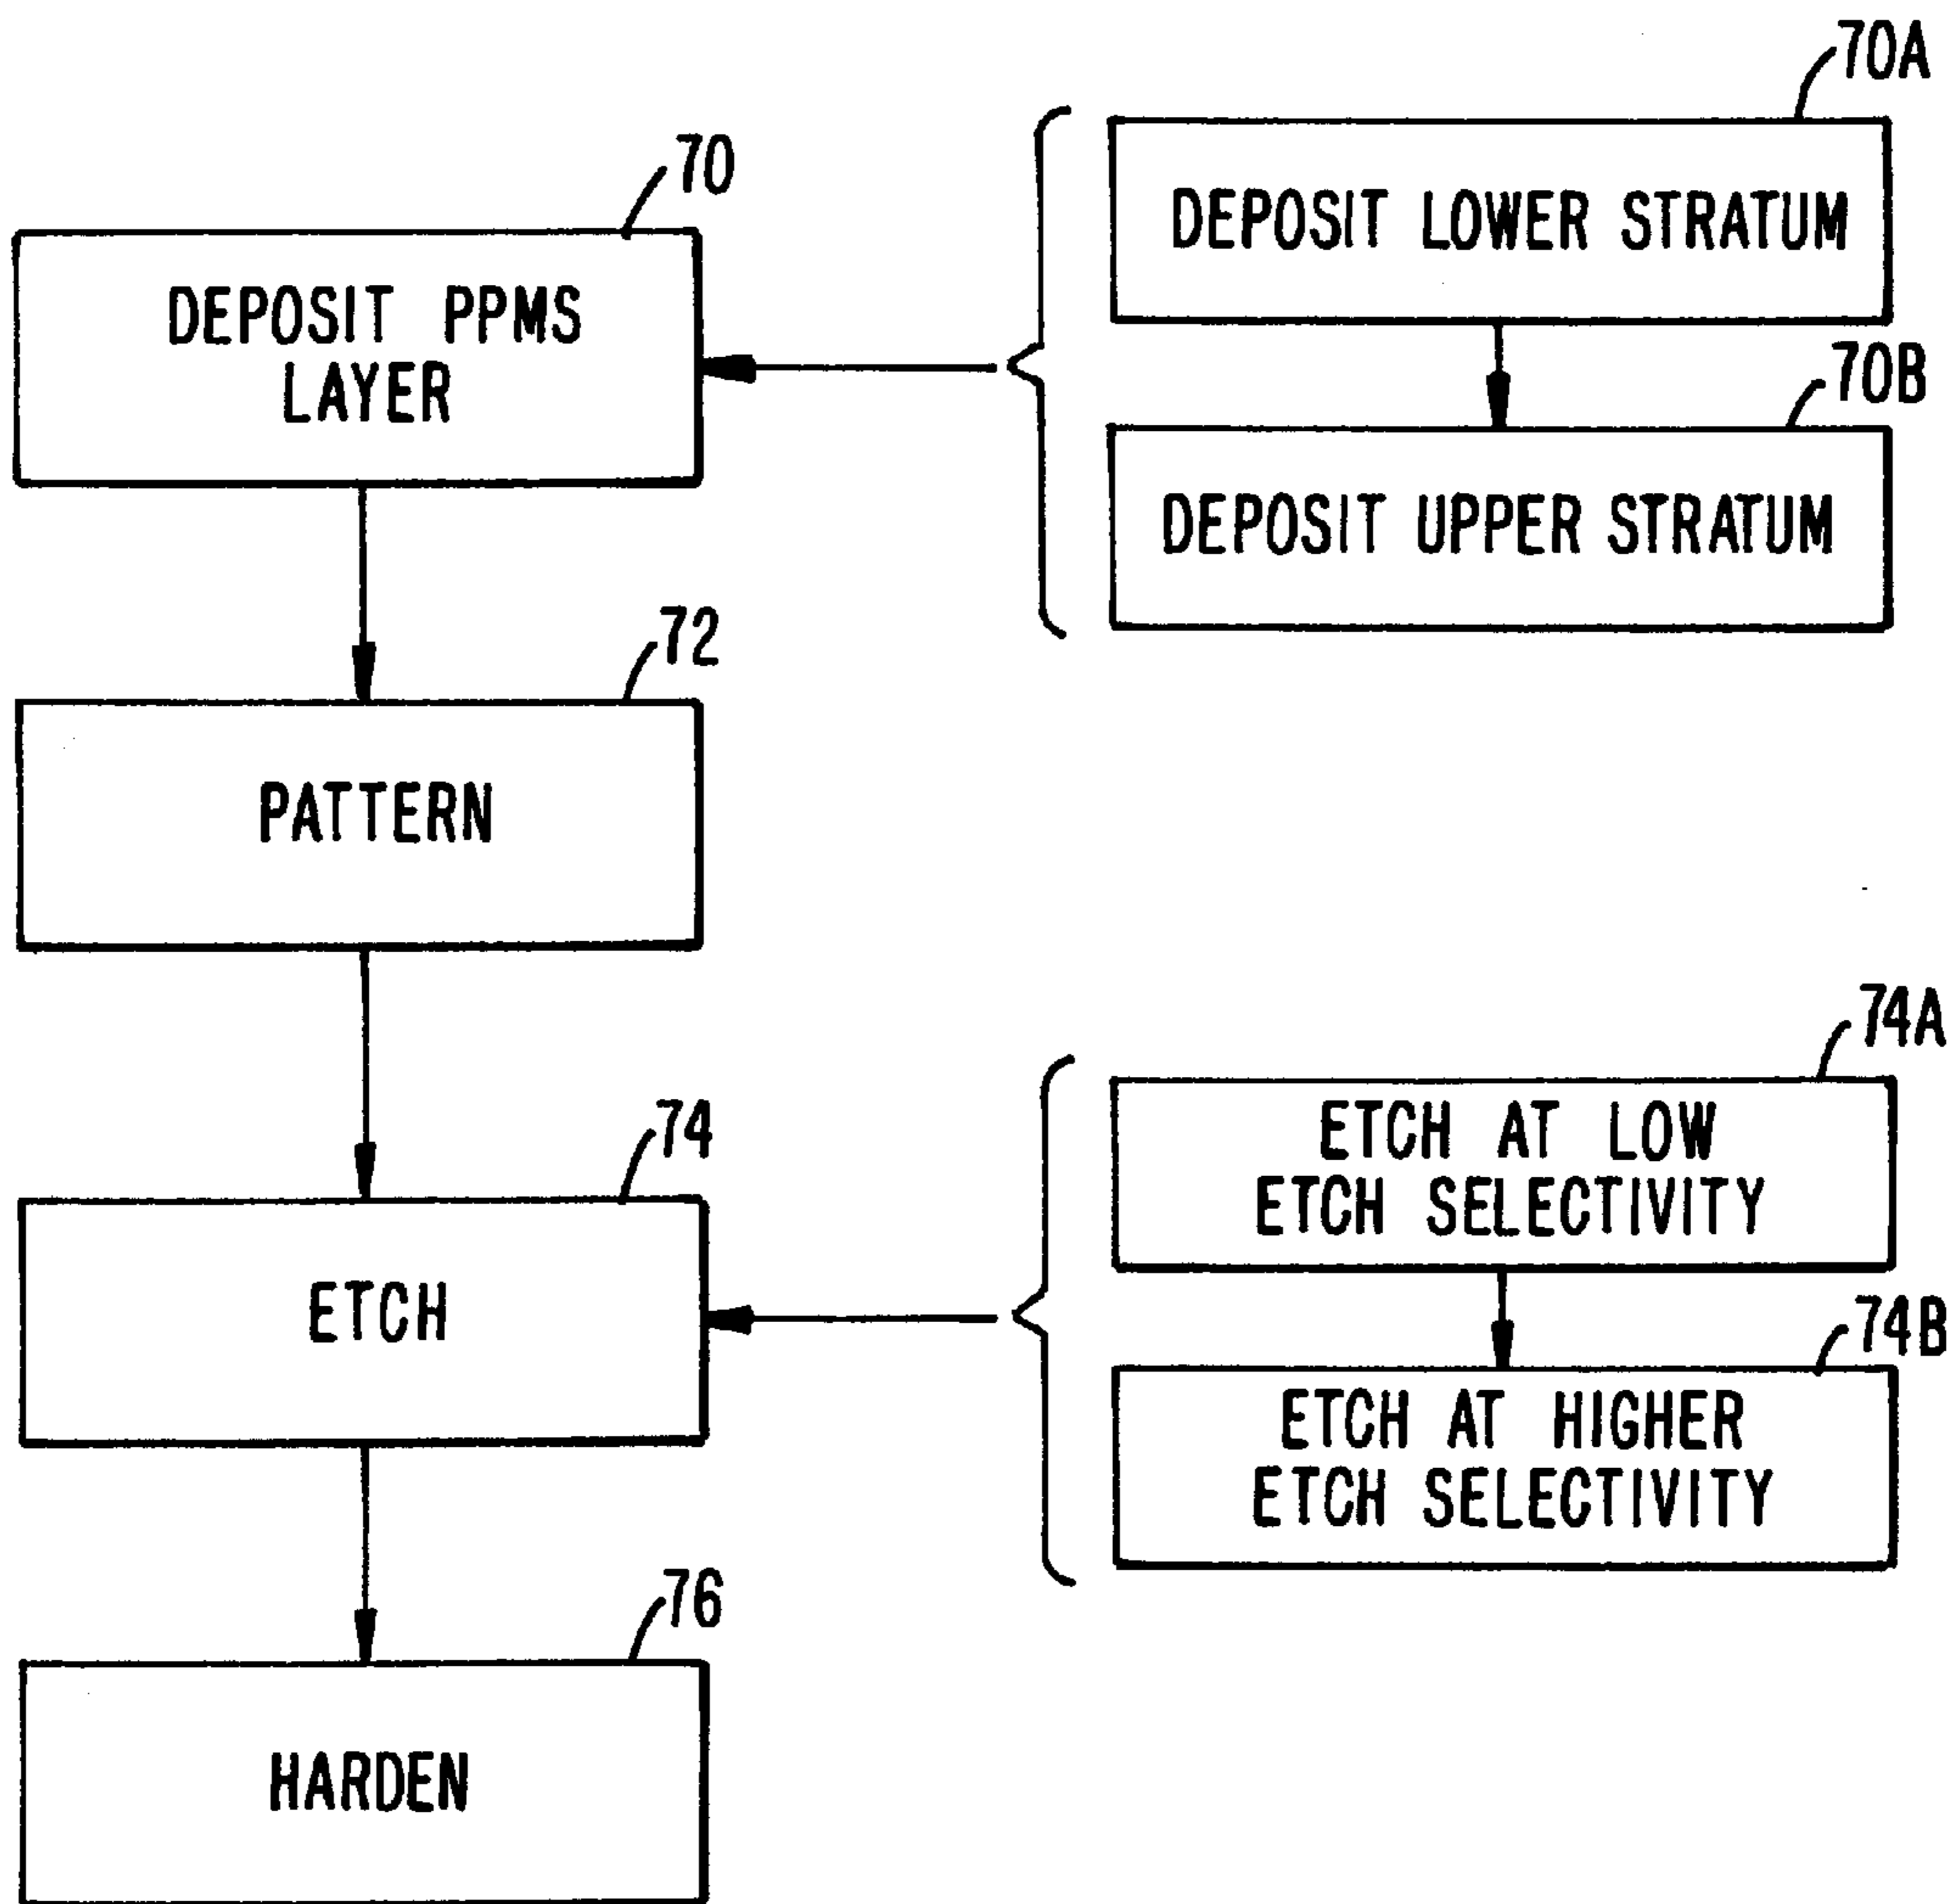 70
DEPOSIT PPMS
LAYER
70A
DEPOSIT LOWER STRATUM
70B
DEPOSIT UPPER STRATUM
72
PATTERN
74
ETCH
74A
ETCH AT LOW
ETCH SELECTIVITY
74B
ETCH AT HIGHER
ETCH SELECTIVITY
76
HARDEN